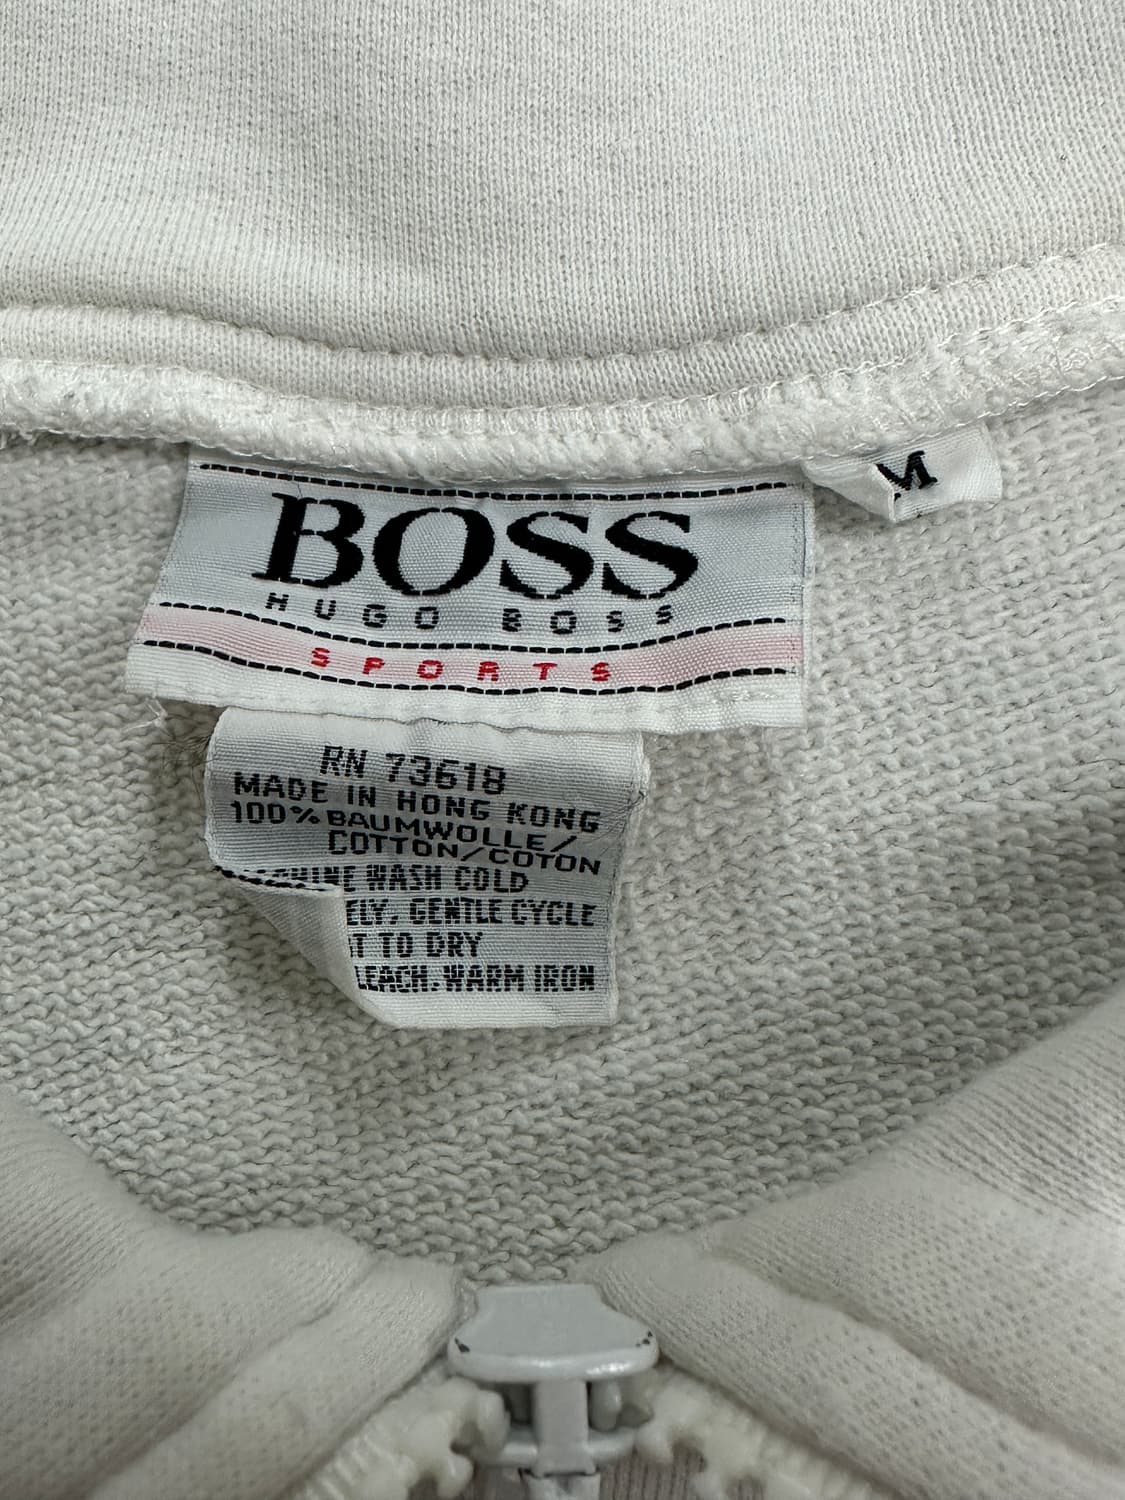 BOSS
HUGO BOSS
SPORTS
M
RN 73618
MADE IN HONG KONG
100% BAUMWOLLE/
COTTON/COTON
WASH COLD
GENTLE CYCLE
TO DRY
WARM IRON